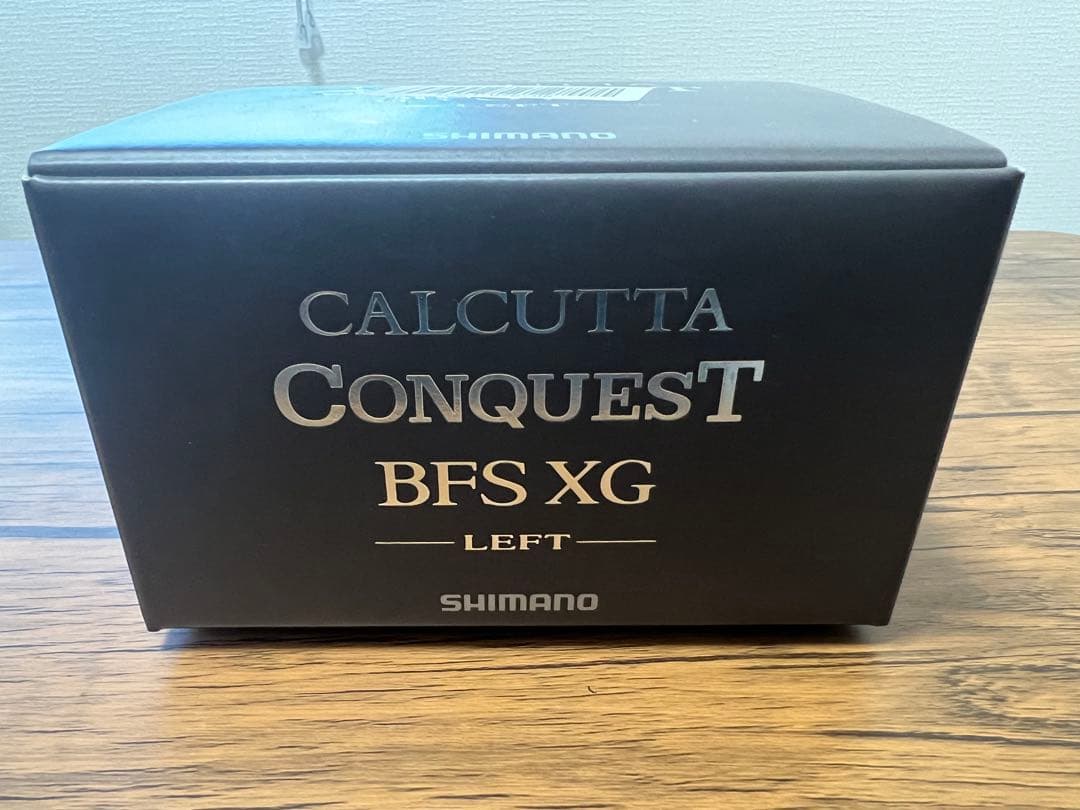 SHIMANO
CALCUTTA
CONQUEST
BFS XG
LEFT
SHIMANO